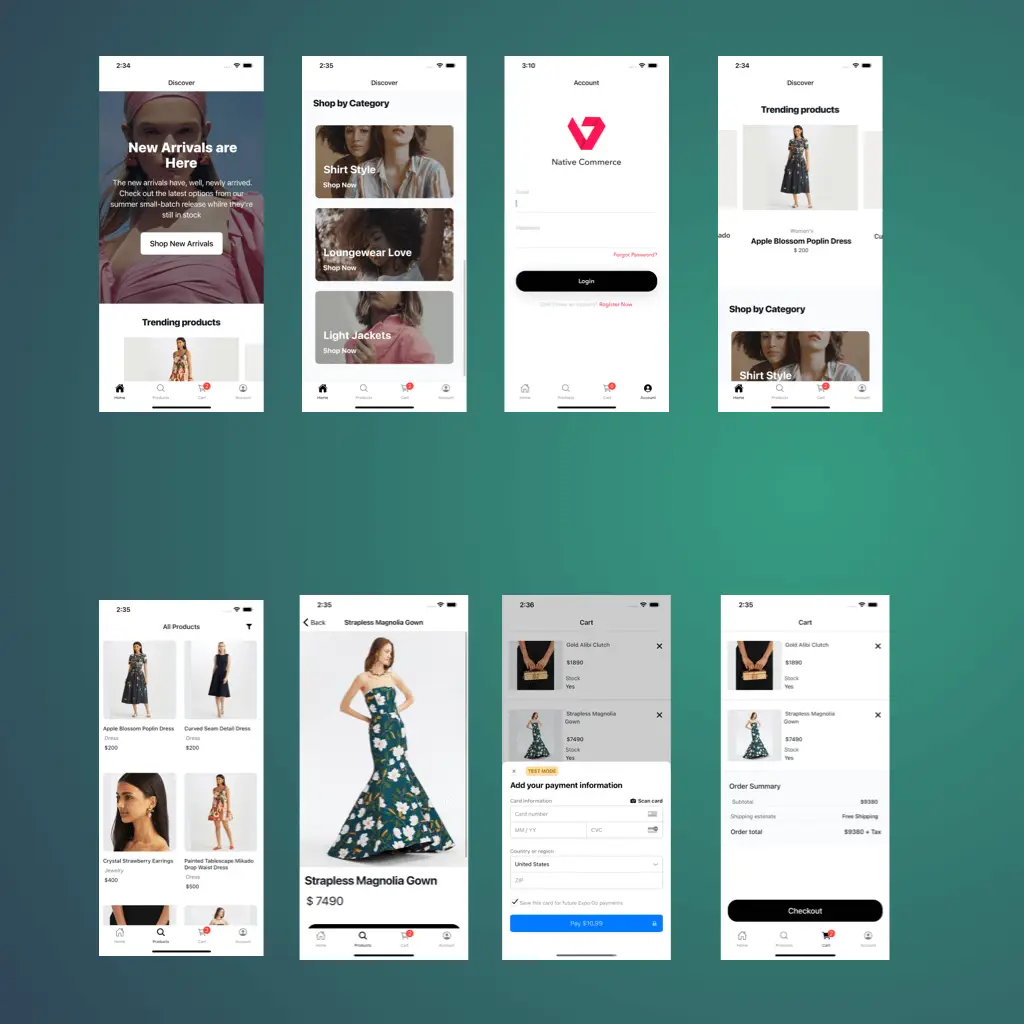 2:34
Discover
New Arrivals are
Here
The new arrivals have, well, newly arrived.
Check out the latest options from our
summer small-batch release whilre they're
still in stock
Shop New Arrivals
Trending products
Home
Products
2
Cart
Account
2:35
Discover
Shop by Category
Shirt Style
Shop Now
Loungewear Love
Shop Now
Light Jackets
Shop Now
Home
Products
2
Cart
Account
3:10
Account
Native Commerce
Email
Password
Forgot Password?
Login
Don't have an account? Register Now
Home
Products
Cart
Account
2:34
Discover
Trending products
ado
Women's
Apple Blossom Poplin Dress
$ 200
Cu
Shop by Category
Shirt Style
Home
Products
2
Cart
Account
2:35
All Products
Apple Blossom Poplin Dress
Dress
$200
Curved Seam Detail Dress
Dress
$200
Crystal Strawberry Earrings
Jewelry
$400
Painted Tablescape Mikado
Drop Waist Dress
Dress
$500
Home
Products
2
Cart
Account
2:35
Back
Strapless Magnolia Gown
Strapless Magnolia Gown
$ 7490
Home
Products
2
Cart
Account
2:36
Cart
Gold Alibi Clutch
$1890
Stock
Yes
Strapless Magnolia
Gown
$7490
Stock
Yes
TEST MODE
Add your payment information
Card information
Scan card
Card number
MM / YY
CVC
Country or region
United States
ZIP
Save this card for future Expo Go payments
Pay $10.99
2:35
Cart
Gold Alibi Clutch
$1890
Stock
Yes
Strapless Magnolia
Gown
$7490
Stock
Yes
Order Summary
Subtotal
$9380
Shipping estimate
Free Shipping
Order total
$9380 + Tax
Checkout
Home
Products
2
Cart
Account